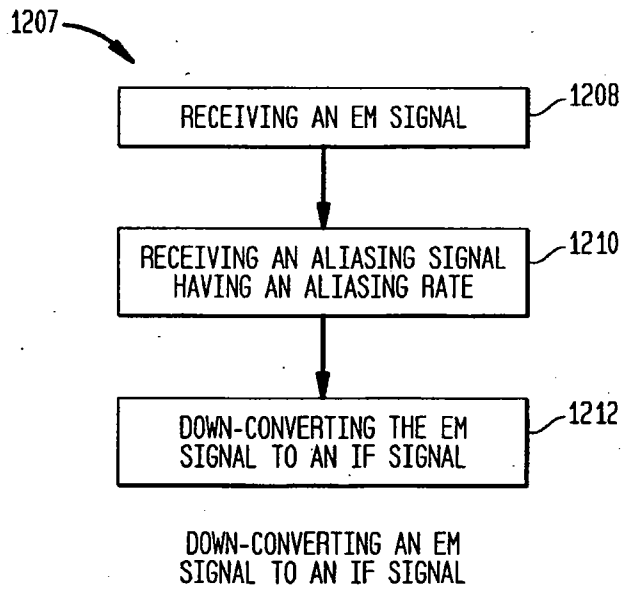 1207
RECEIVING AN EM SIGNAL
1208
RECEIVING AN ALIASING SIGNAL
HAVING AN ALIASING RATE
1210
DOWN-CONVERTING THE EM
SIGNAL TO AN IF SIGNAL
1212
DOWN-CONVERTING AN EM
SIGNAL TO AN IF SIGNAL